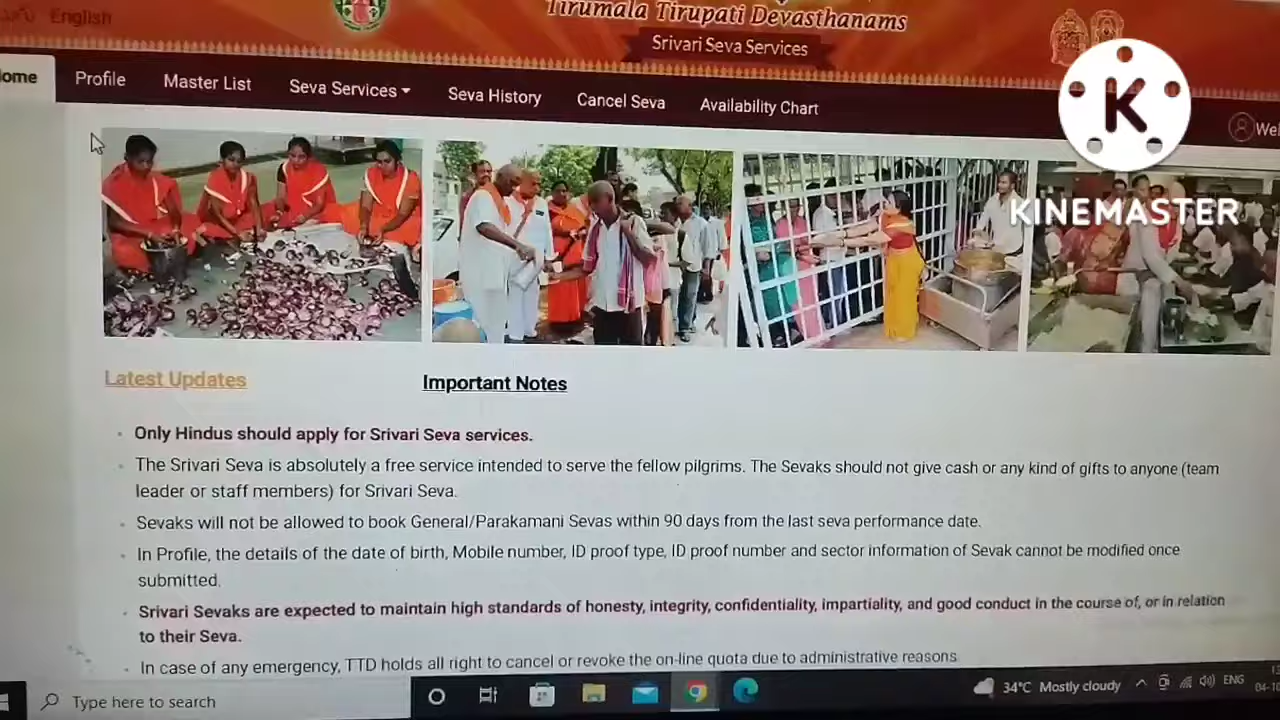 English
Tirumala Tirupati Devasthanams
Srivari Seva Services
ome
Profile
Master List
Seva Services
Seva History
Cancel Seva
Availability Chart
Wel
K
KINEMASTER
Latest Updates
Important Notes
Only Hindus should apply for Srivari Seva services.
The Srivari Seva is absolutely a free service intended to serve the fellow pilgrims. The Sevaks should not give cash or any kind of gifts to anyone (team
leader or staff members) for Srivari Seva.
Sevaks will not be allowed to book General/Parakamani Sevas within 90 days from the last seva performance date.
In Profile, the details of the date of birth, Mobile number, ID proof type, ID proof number and sector information of Sevak cannot be modified once
submitted.
Srivari Sevaks are expected to maintain high standards of honesty, integrity, confidentiality, impartiality, and good conduct in the course of, or in relation
to their Seva.
In case of any emergency, TTD holds all right to cancel or revoke the on-line quota due to administrative reasons
Type here to search
34°C Mostly cloudy
ENG
04-10